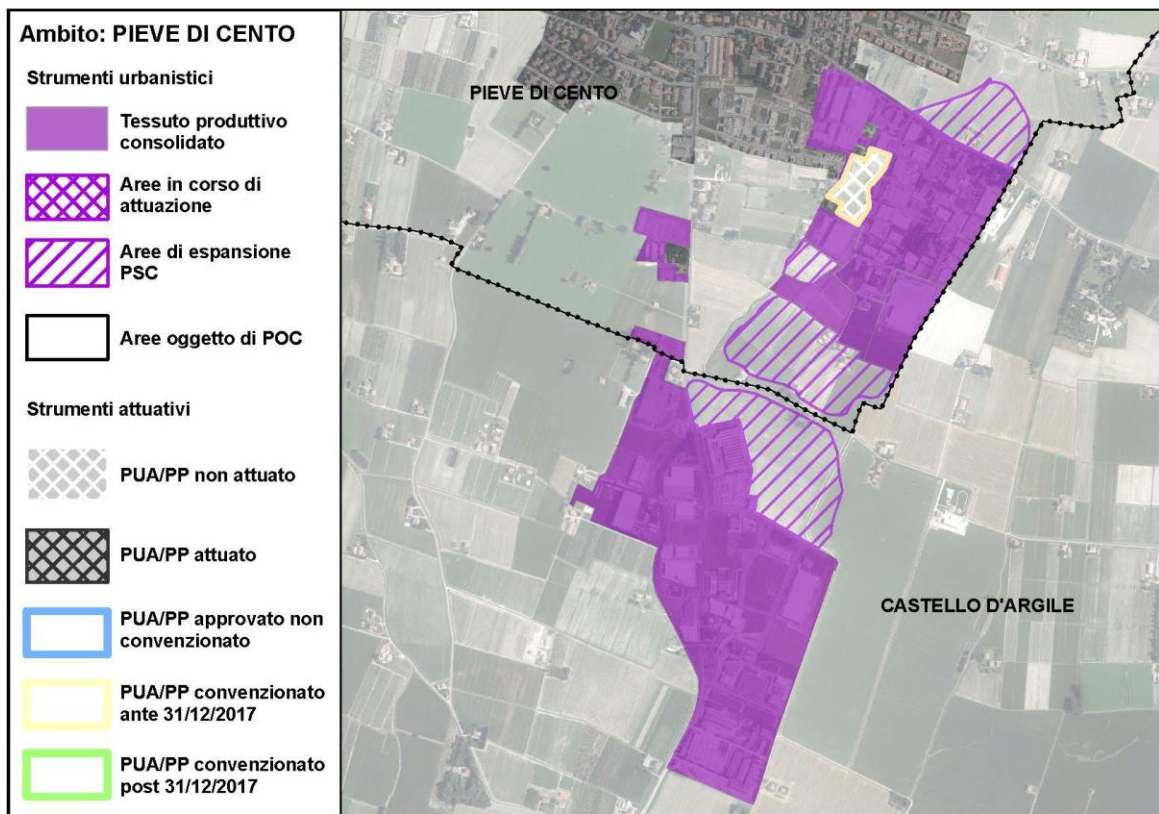 Ambito: PIEVE DI CENTO
Strumenti urbanistici
Tessuto produttivo
consolidato
Aree in corso di
attuazione
Aree di espansione
PSC
Aree oggetto di POC
Strumenti attuativi
PUA/PP non attuato
PUA/PP attuato
PUA/PP approvato non
convenzionato
PUA/PP convenzionato
ante 31/12/2017
PUA/PP convenzionato
post 31/12/2017
PIEVE DI CENTO
CASTELLO D'ARGILE